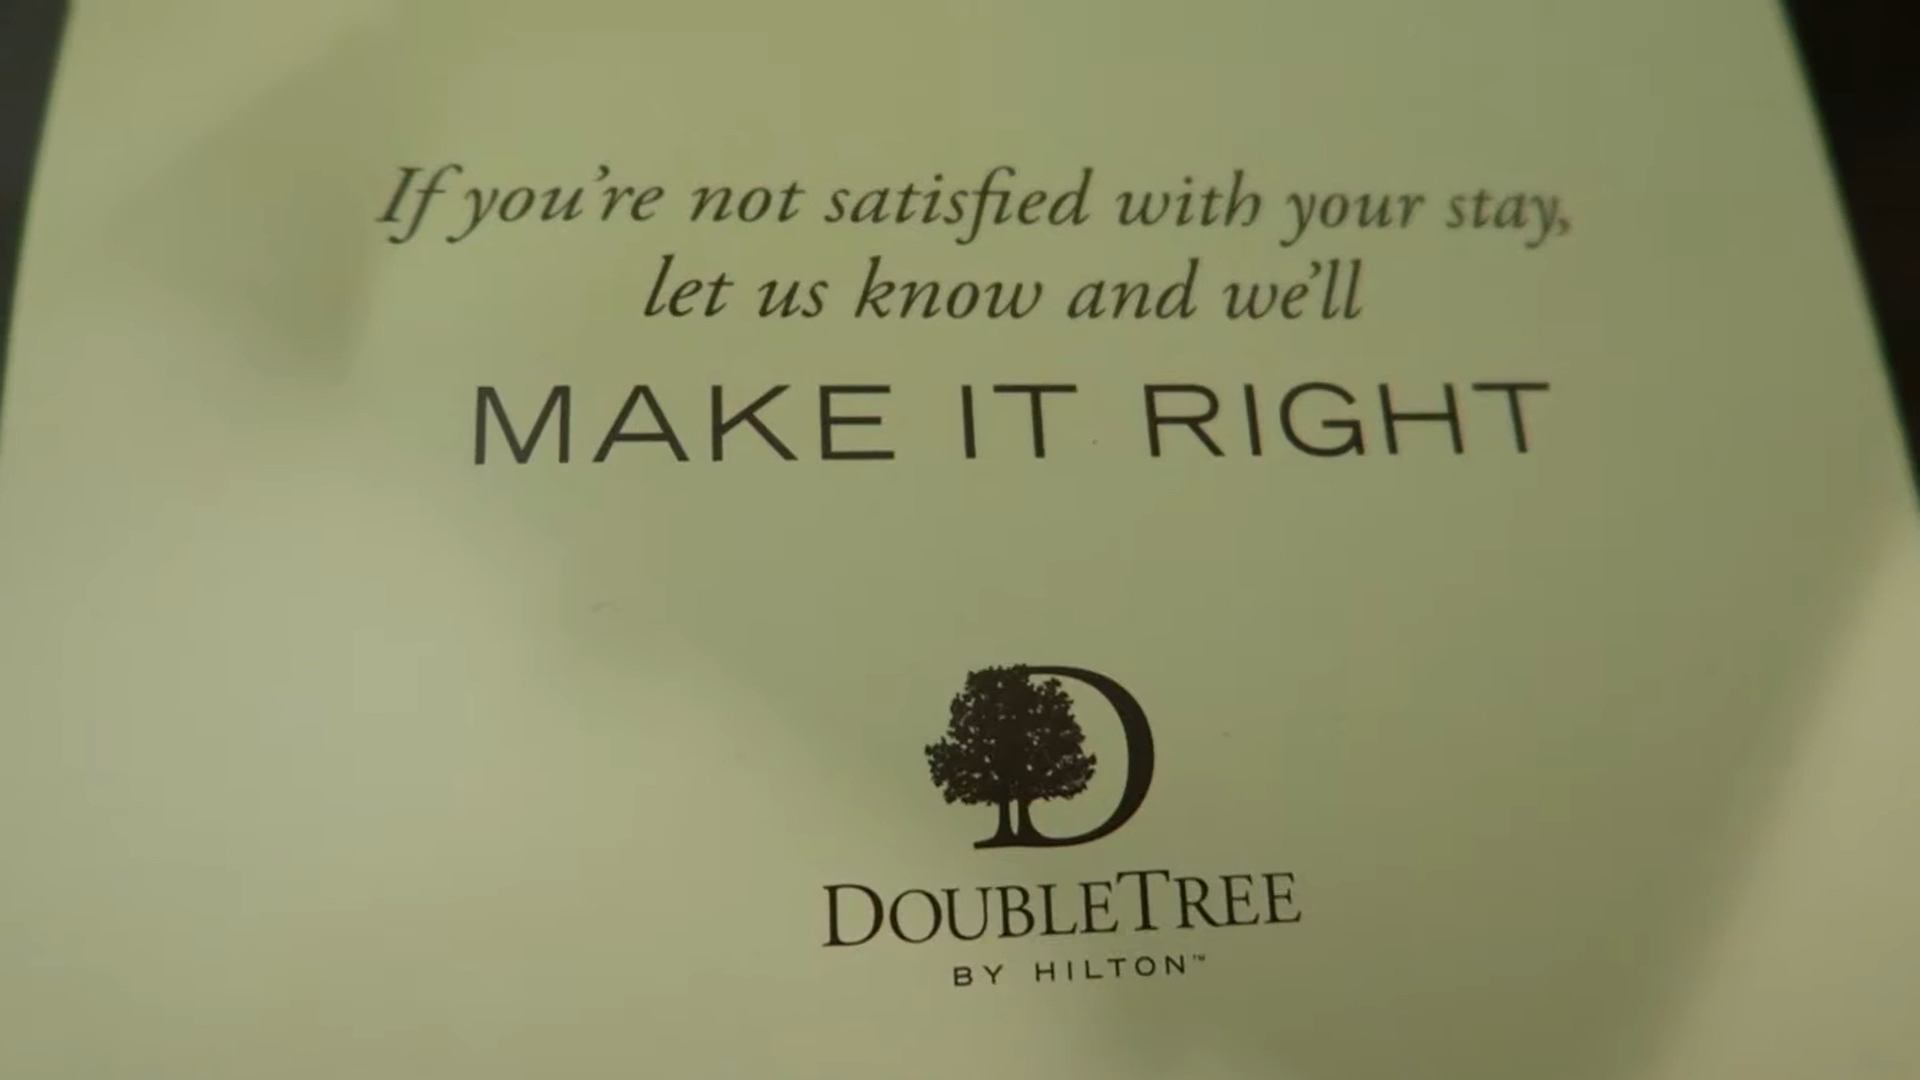 If you're not satisfied with your stay,
let us know and we'll
MAKE IT RIGHT
D
DOUBLETREE
BY HILTON™